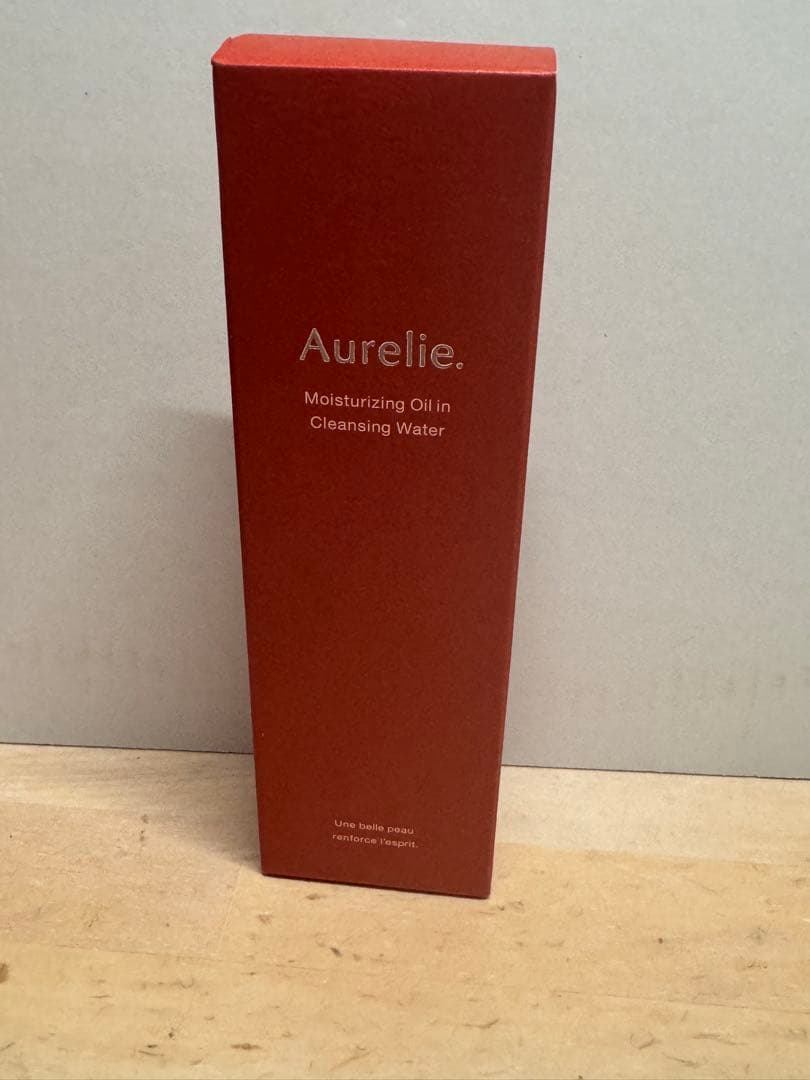 Aurelie.
Moisturizing Oil in
Cleansing Water
Une belle peau
renforce l'esprit.